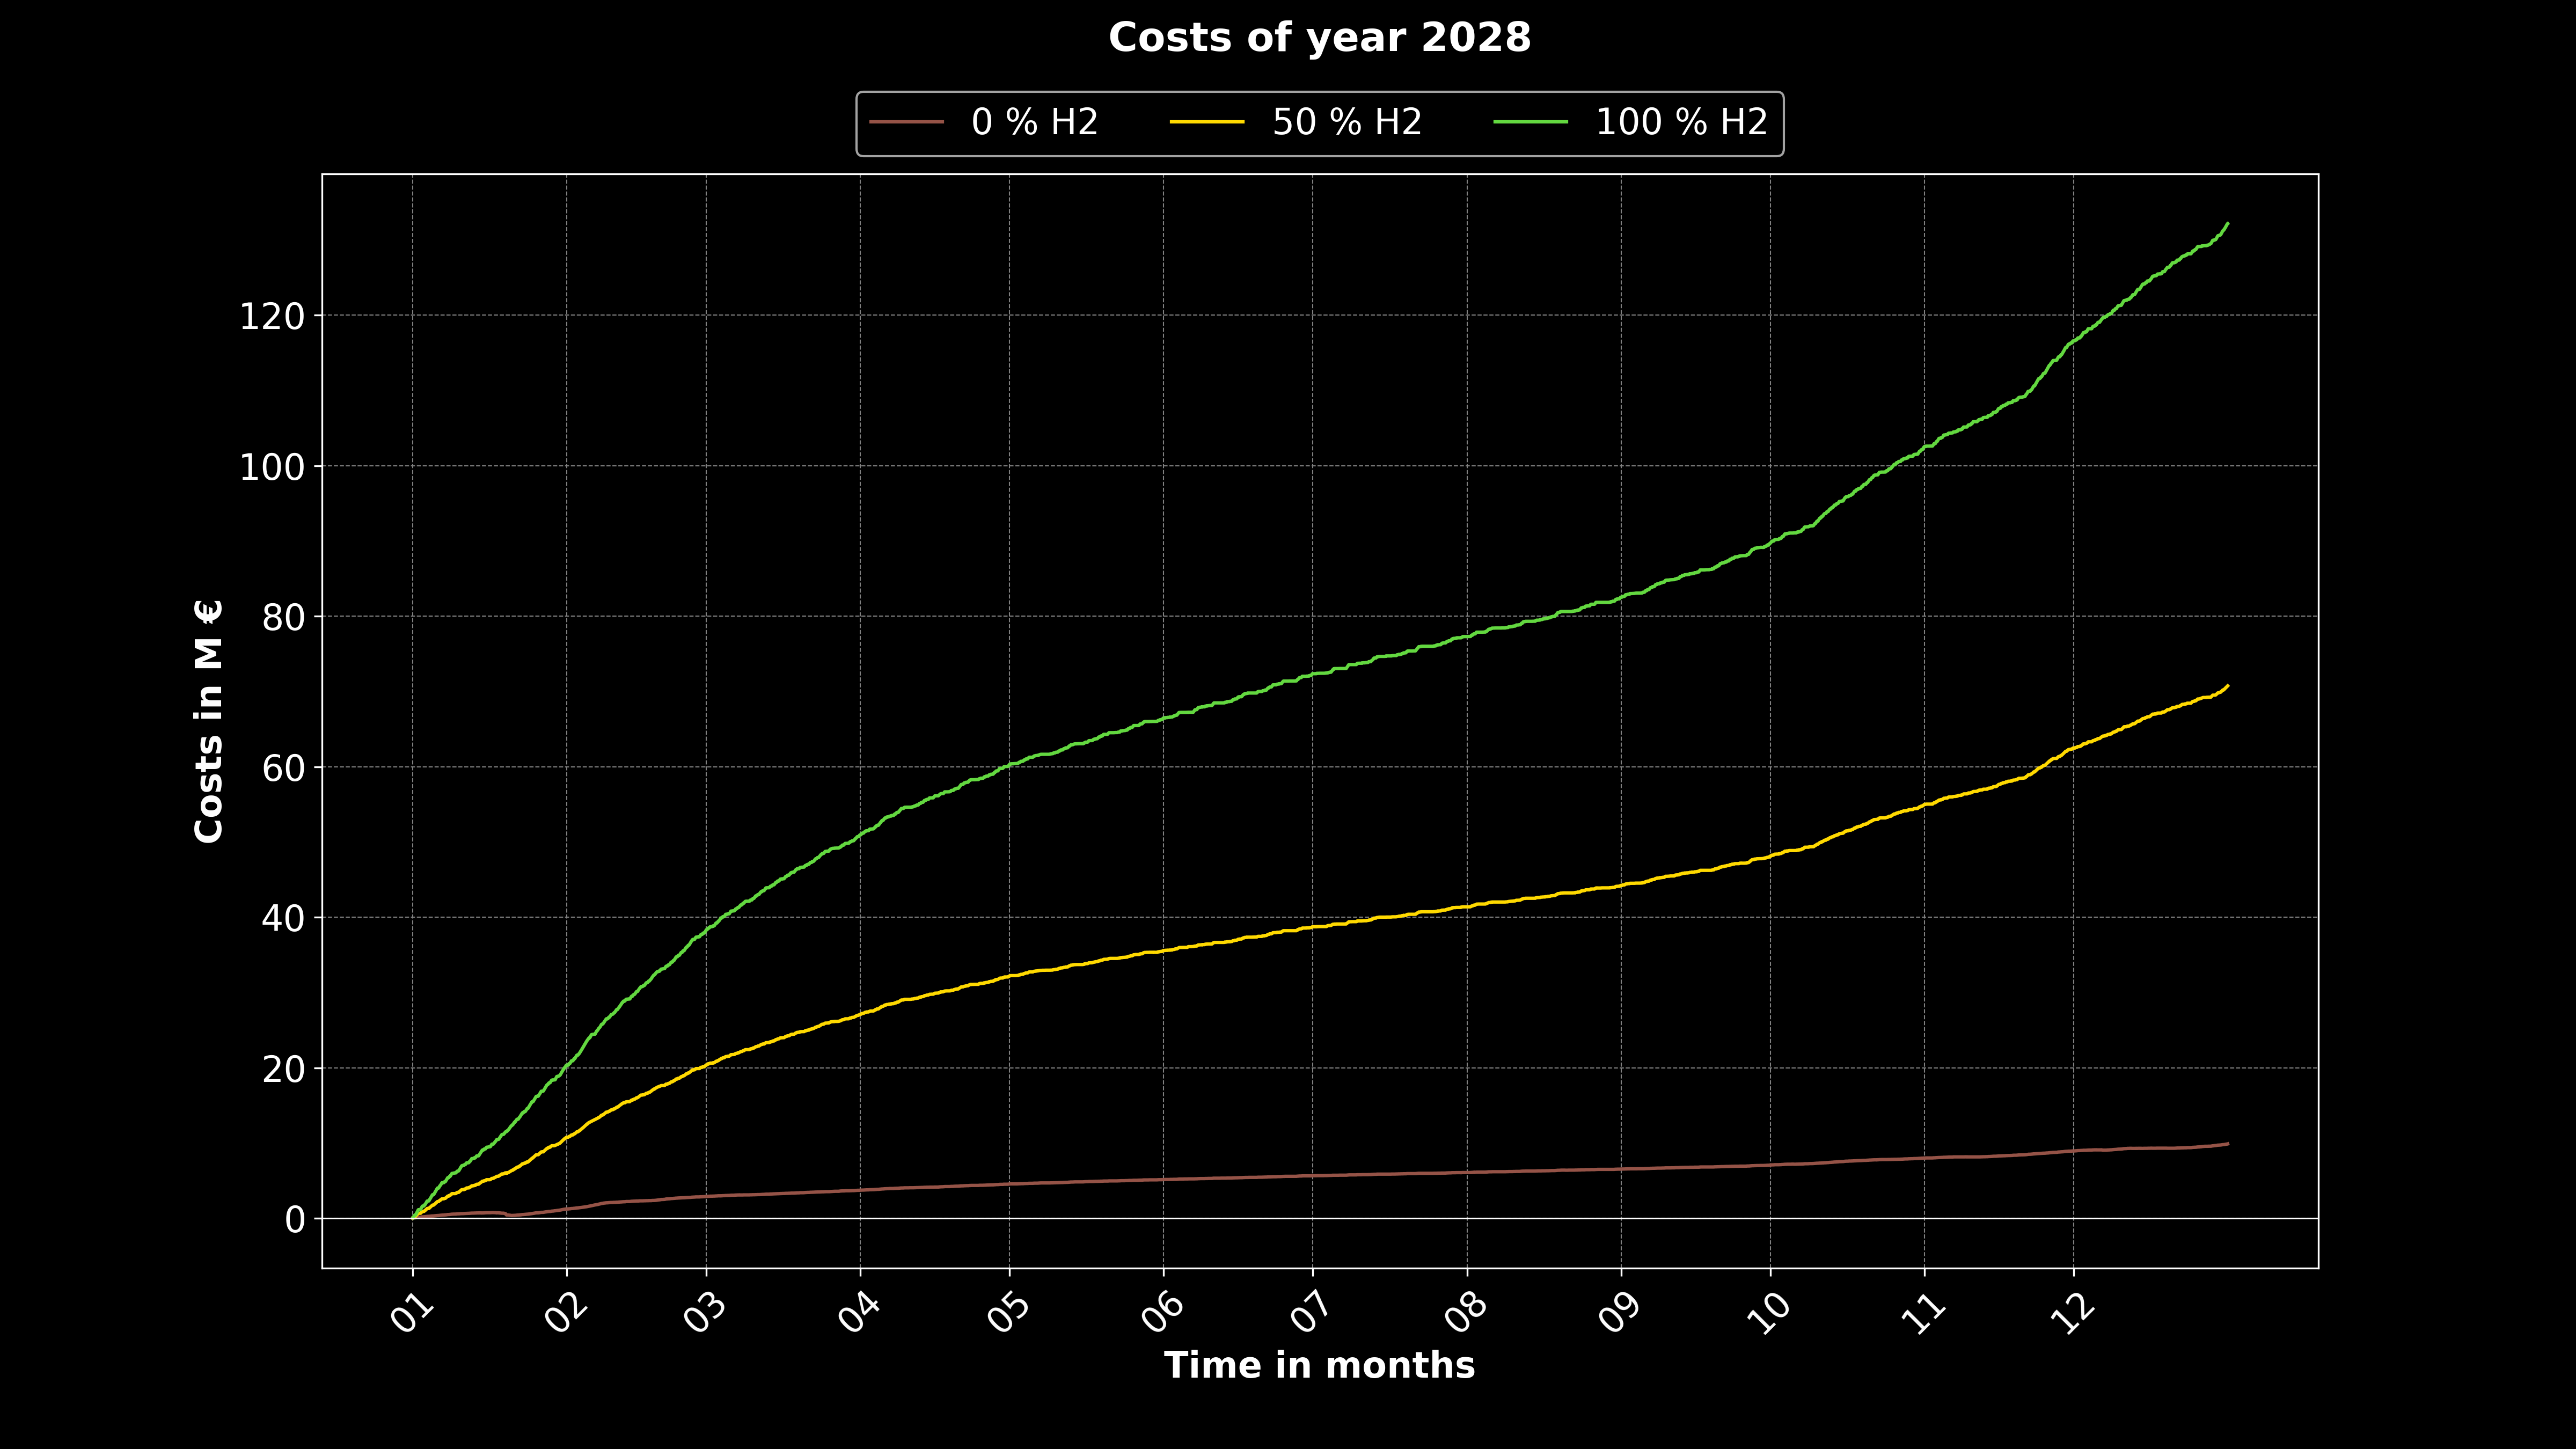 Costs of year 2028
0 % H2 50 % H2 100 % H2
120
100
80
60
40
20
0
Costs in M €
01 02 03 04 05 06 07 08 09 10 11 12
Time in months